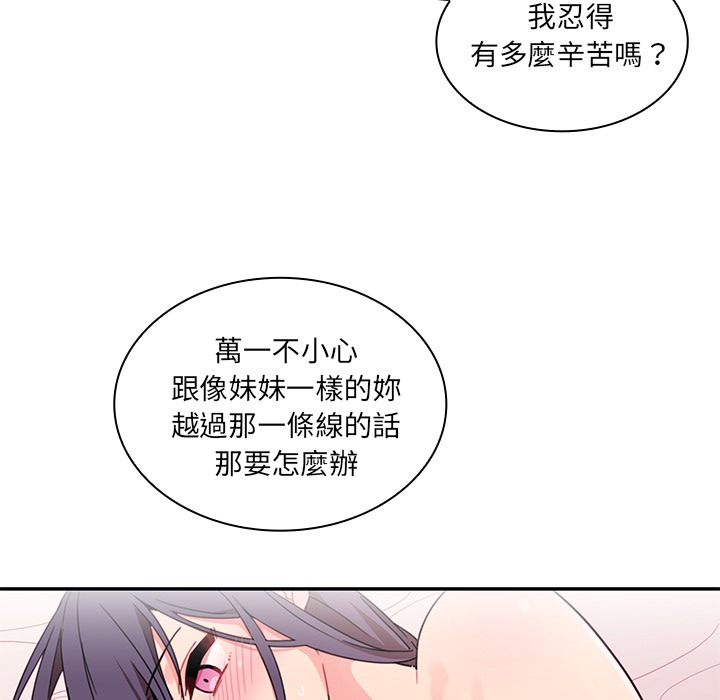 我忍得
有多麼辛苦嗎？
萬一不小心
跟像妹妹一樣的妳
越過那一條線的話
那要怎麼辦